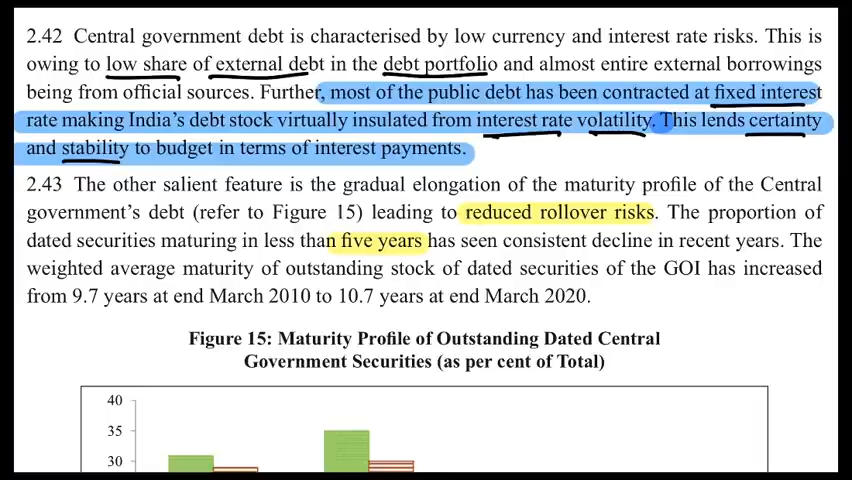 2.42 Central government debt is characterised by low currency and interest rate risks. This is
owing to low share of external debt in the debt portfolio and almost entire external borrowings
being from official sources. Further, most of the public debt has been contracted at fixed interest
rate making India's debt stock virtually insulated from interest rate volatility. This lends certainty
and stability to budget in terms of interest payments.
2.43 The other salient feature is the gradual elongation of the maturity profile of the Central
government's debt (refer to Figure 15) leading to reduced rollover risks. The proportion of
dated securities maturing in less than five years has seen consistent decline in recent years. The
weighted average maturity of outstanding stock of dated securities of the GOI has increased
from 9.7 years at end March 2010 to 10.7 years at end March 2020.
Figure 15: Maturity Profile of Outstanding Dated Central
Government Securities (as per cent of Total)
40
35
30